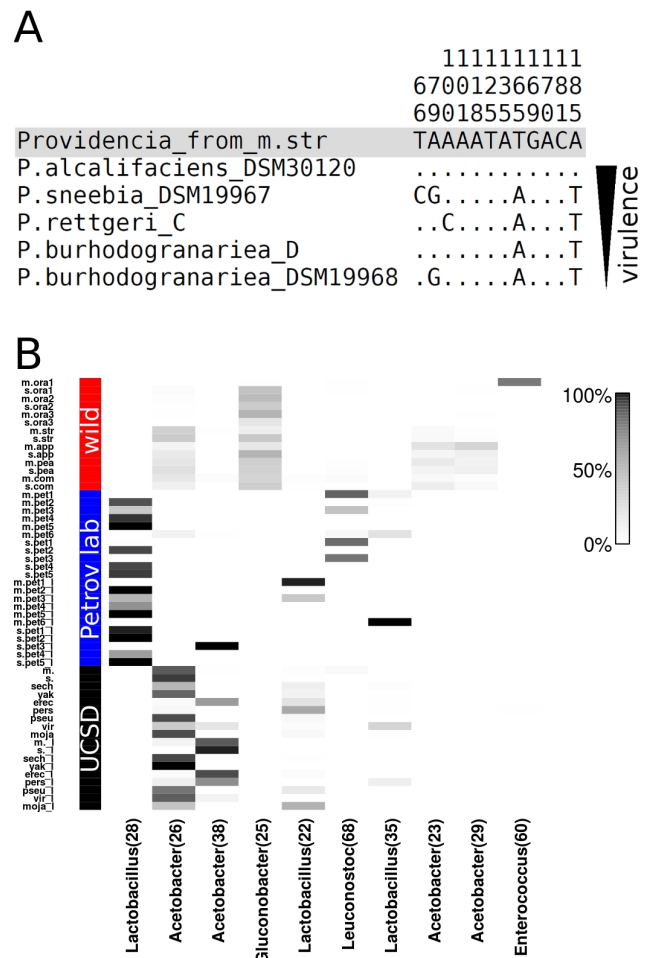 A
1111111111
670012366788
690185559015
Providencia_from_m.str TAAAATATGACA
P.alcalifaciens_DSM30120 ............
P.sneebia_DSM19967 CG.....A...T
P.rettgeri_C ..C....A...T
P.burhodogranariea_D .......A...T
P.burhodogranariea_DSM19968 .G.....A...T
virulence
B
m.ora1
s.ora1
m.ora2
s.ora2
m.ora3
s.ora3
m.str
s.str
m.app
s.app
m.pea
s.pea
m.com
s.com
m.pet1
m.pet2
m.pet3
m.pet4
m.pet5
m.pet6
s.pet1
s.pet2
s.pet3
s.pet4
s.pet5
m.pet1_l
m.pet2_l
m.pet3_l
m.pet4_l
m.pet5_l
m.pet6_l
s.pet1_l
s.pet2_l
s.pet3_l
s.pet4_l
s.pet5_l
m.
s.
sech
yak
erec
pers
pseu
vir
moja
m._l
s._l
sech_l
yak_l
erec_l
pers_l
pseu_l
vir_l
moja_l
wild
Petrov lab
UCSD
100%
50%
0%
Lactobacillus(28)
Acetobacter(26)
Acetobacter(38)
Gluconobacter(25)
Lactobacillus(22)
Leuconostoc(68)
Lactobacillus(35)
Acetobacter(23)
Acetobacter(29)
Enterococcus(60)